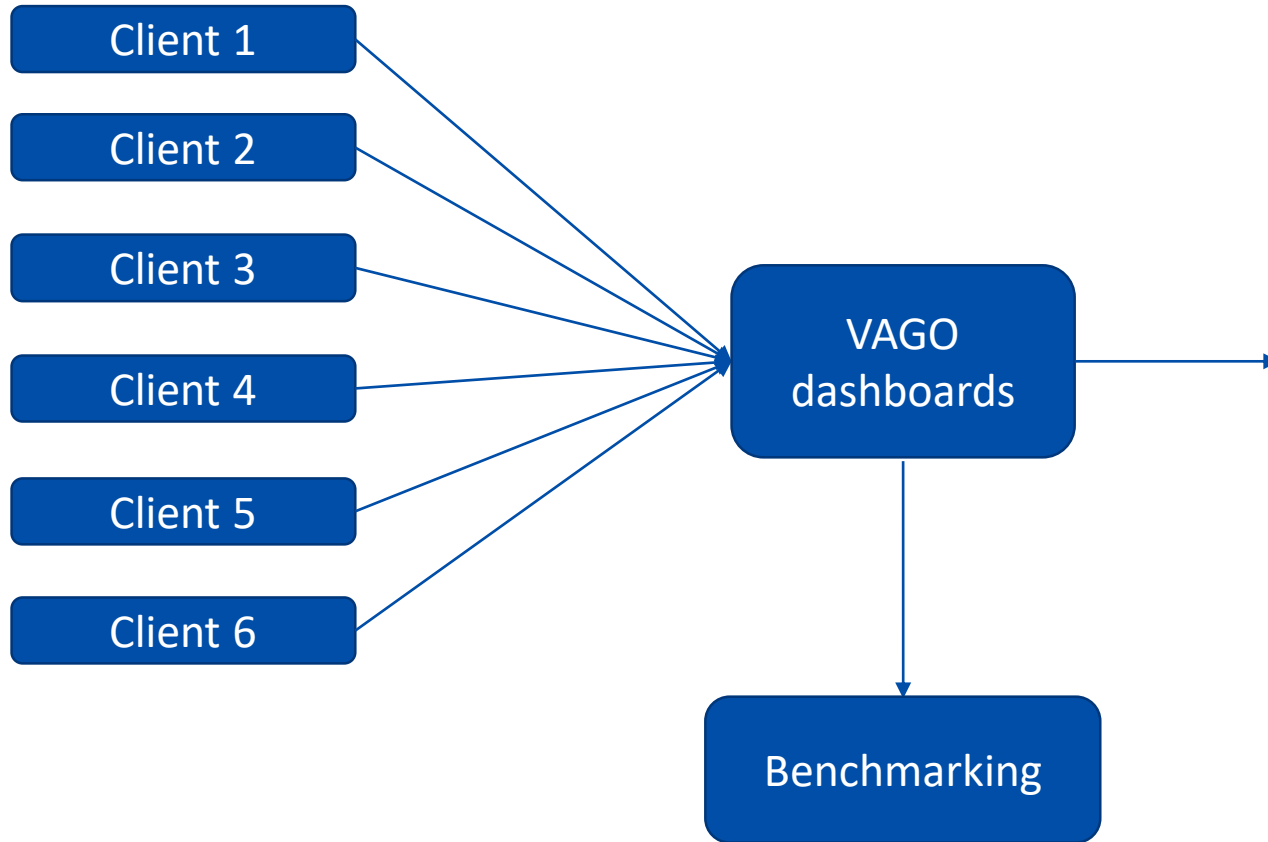 Client 1
Client 2
Client 3
Client 4
Client 5
Client 6
VAGO
dashboards
Benchmarking